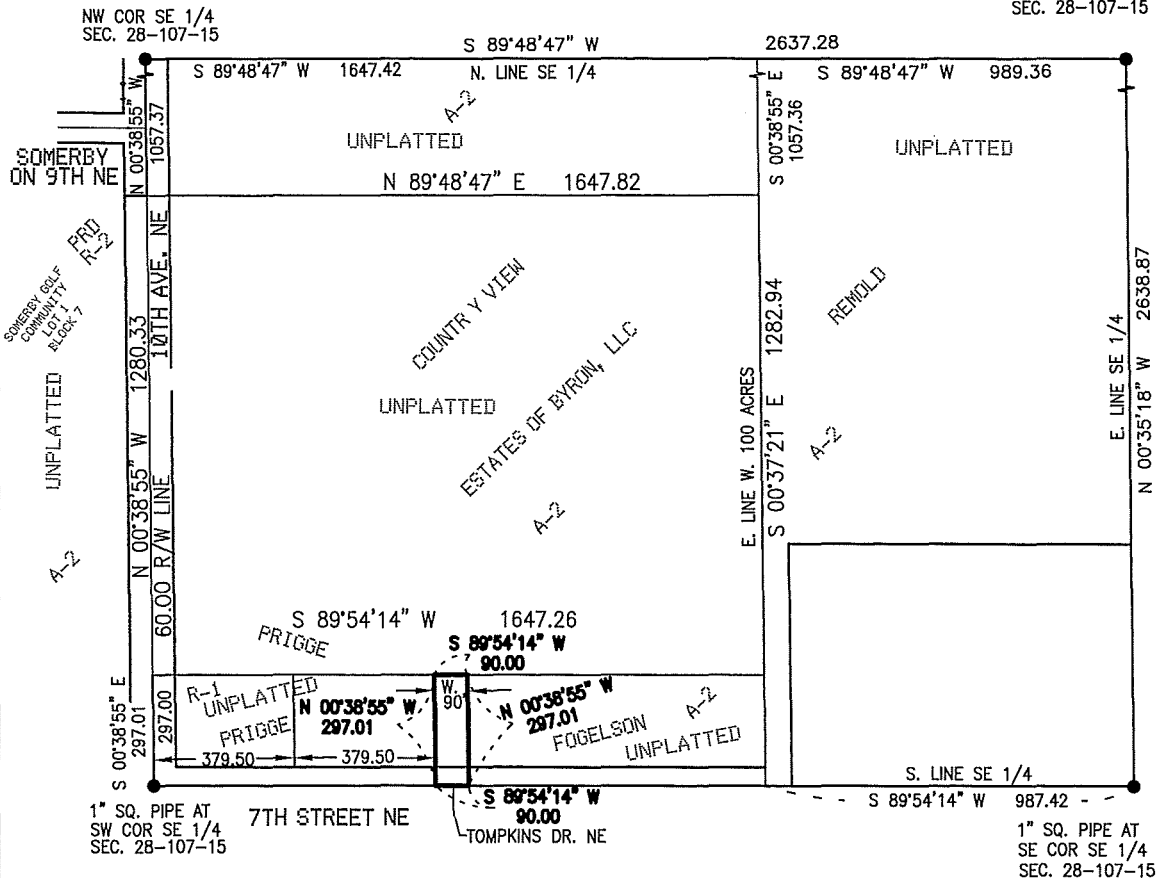 NW COR SE 1/4
SEC. 28-107-15
SEC. 28-107-15
S 89°48'47" W 2637.28
S 89°48'47" W 1647.42
N. LINE SE 1/4
S 89°48'47" W 989.36
N 00°38'55" W
1057.37
A-2
UNPLATTED
S 00°38'55" E
1057.36
UNPLATTED
SOMERBY
ON 9TH NE
N 89°48'47" E 1647.82
PRD
R-2
SOMERBY GOLF
COMMUNITY
LOT 1
BLOCK 7
UNPLATTED
A-2
N 00°38'55" W 1280.33
10TH AVE. NE
60.00 R/W LINE
COUNTRY VIEW
ESTATES OF BYRON, LLC
UNPLATTED
A-2
E. LINE W. 100 ACRES
S 00°37'21" E 1282.94
REMOLD
A-2
E. LINE SE 1/4
N 00°35'18" W 2638.87
S 89°54'14" W 1647.26
PRIGGE
S 89°54'14" W
90.00
S 00°38'55" E
297.01
297.00
R-1
UNPLATTED
PRIGGE
N 00°38'55" W
297.01
W.
90'
N 00°38'55" W
297.01
FOGELSON
A-2
UNPLATTED
379.50
379.50
S. LINE SE 1/4
S 89°54'14" W 987.42
S 89°54'14" W
90.00
1" SQ. PIPE AT
SW COR SE 1/4
SEC. 28-107-15
7TH STREET NE
TOMPKINS DR. NE
1" SQ. PIPE AT
SE COR SE 1/4
SEC. 28-107-15